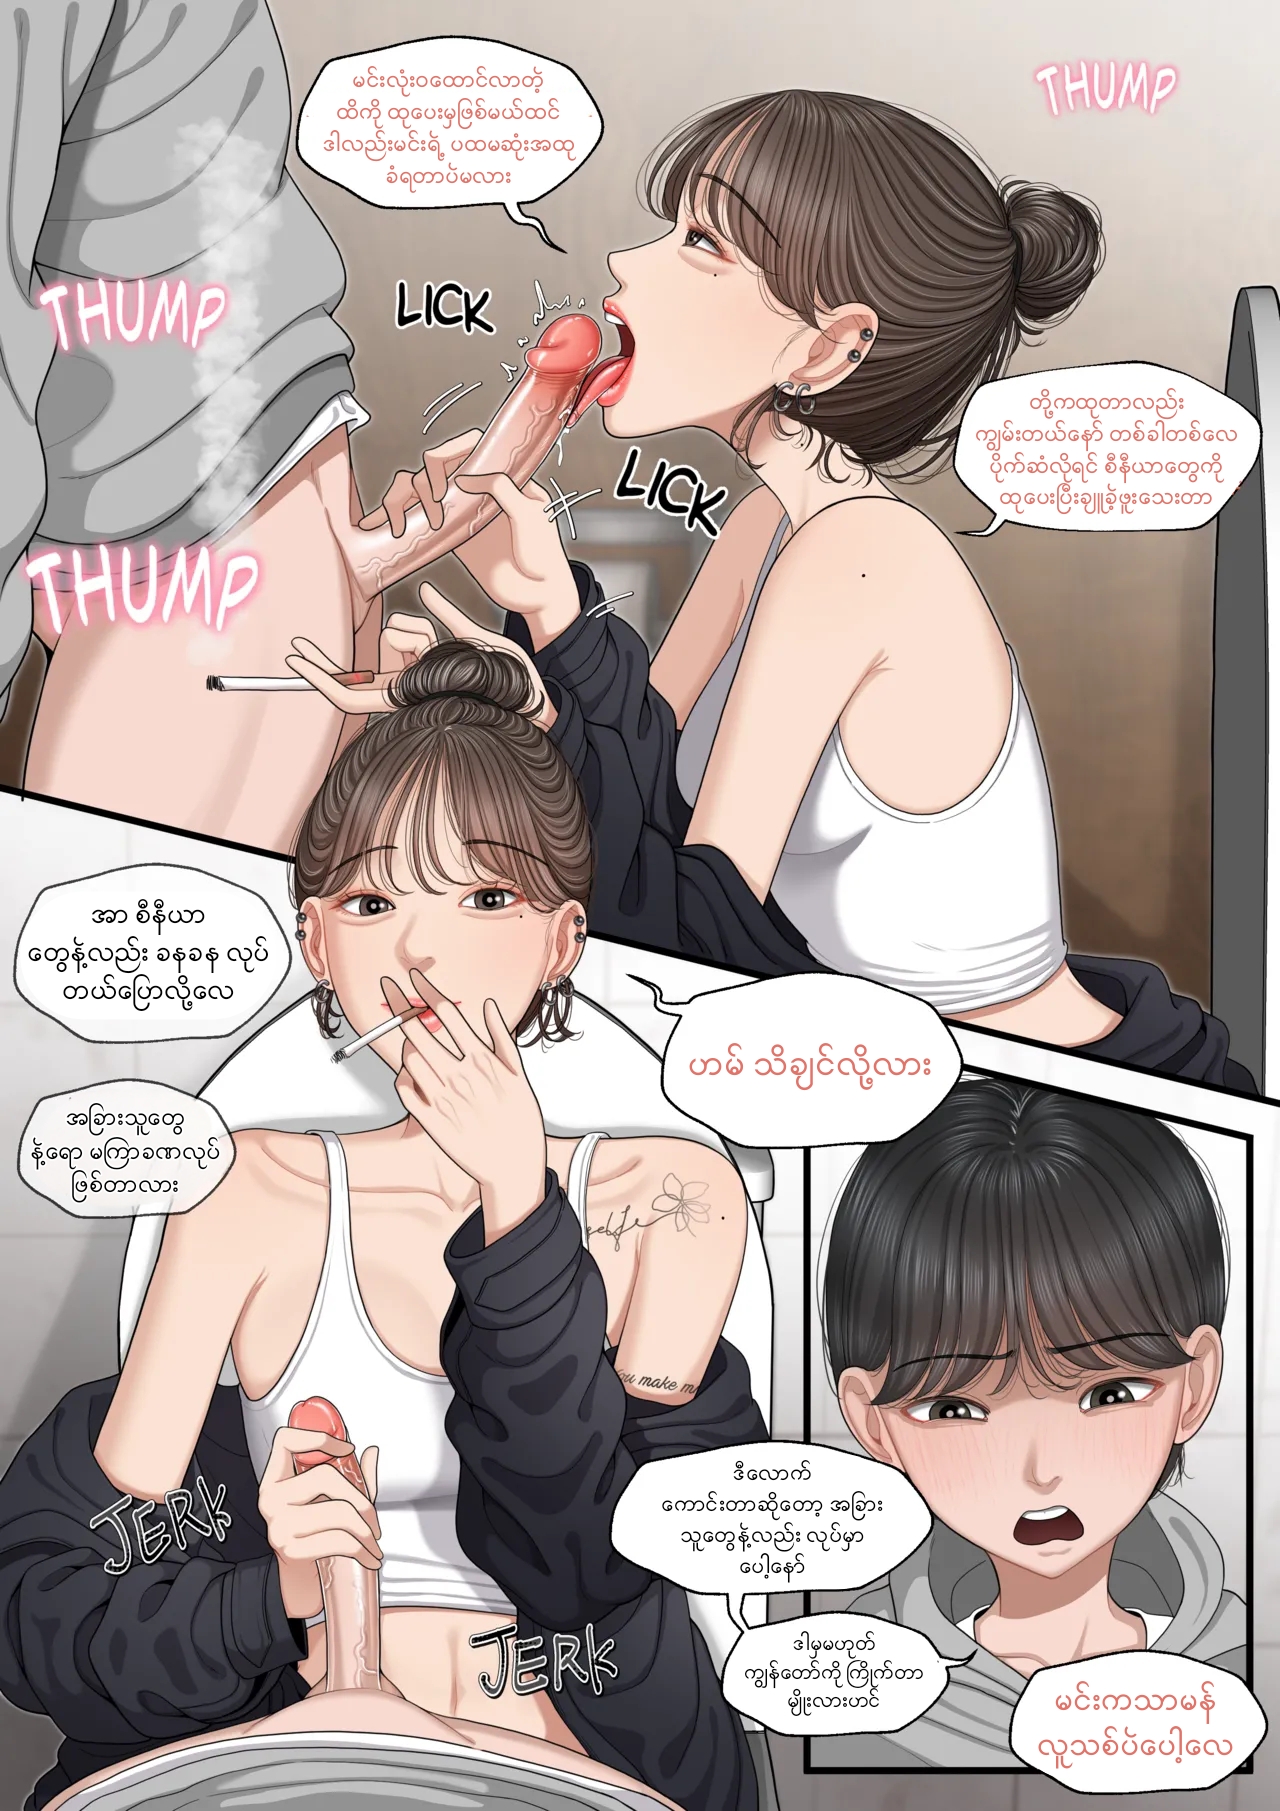 THUMP
မင်းလုံးဝထောင်လာတဲ့
ထိကို ထုပေးမှဖြစ်မယ်ထင်
ဒါလည်းမင်းရဲ့ ပထမဆုံးအထု
ခံရတာပဲမလား
THUMP
LICK
တို့ကထုတာလည်း
ကျွမ်းတယ်နော် တစ်ခါတစ်လေ
ပိုက်ဆံလိုရင် စီနီယာတွေကို
ထုပေးပြီးချူခဲ့ဖူးသေးတာ
LICK
THUMP
အာ စီနီယာ
တွေနဲ့လည်း ခနခန လုပ်
တယ်ပြောလို့လေ
ဟမ် သိချင်လို့လား
အခြားသူတွေ
နဲ့ရော မကြာခဏလုပ်
ဖြစ်တာလား
you make m
JERK
ဒီလောက်
ကောင်းတာဆိုတော့ အခြား
သူတွေနဲ့လည်း လုပ်မှာ
ပေါ့နော်
JERK
ဒါမှမဟုတ်
ကျွန်တော်ကို ကြိုက်တာ
မျိုးလားဟင်
မင်းကသာမန်
လူသစ်ပဲပေါ့လေ